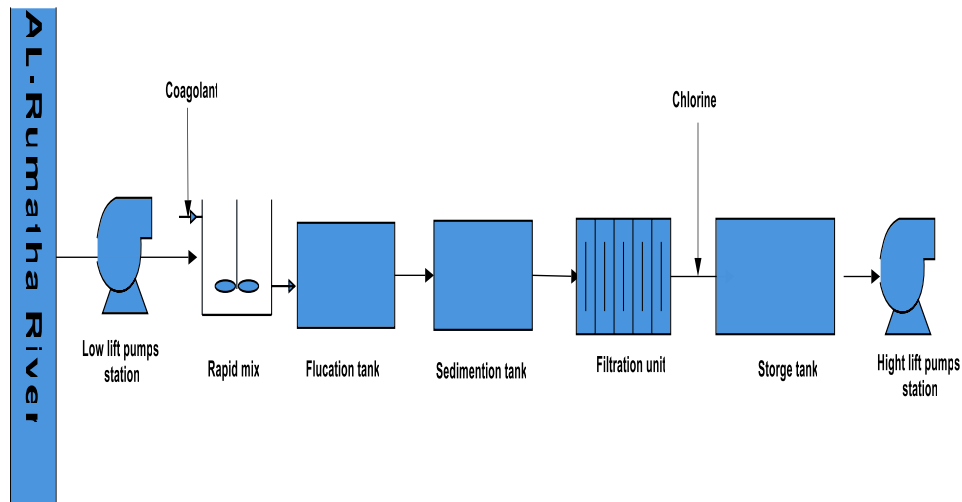 AL-Rumatha River
Coagolant
Chlorine
Low lift pumps
station
Rapid mix
Flucation tank
Sedimention tank
Filtration unit
Storge tank
Hight lift pumps
station